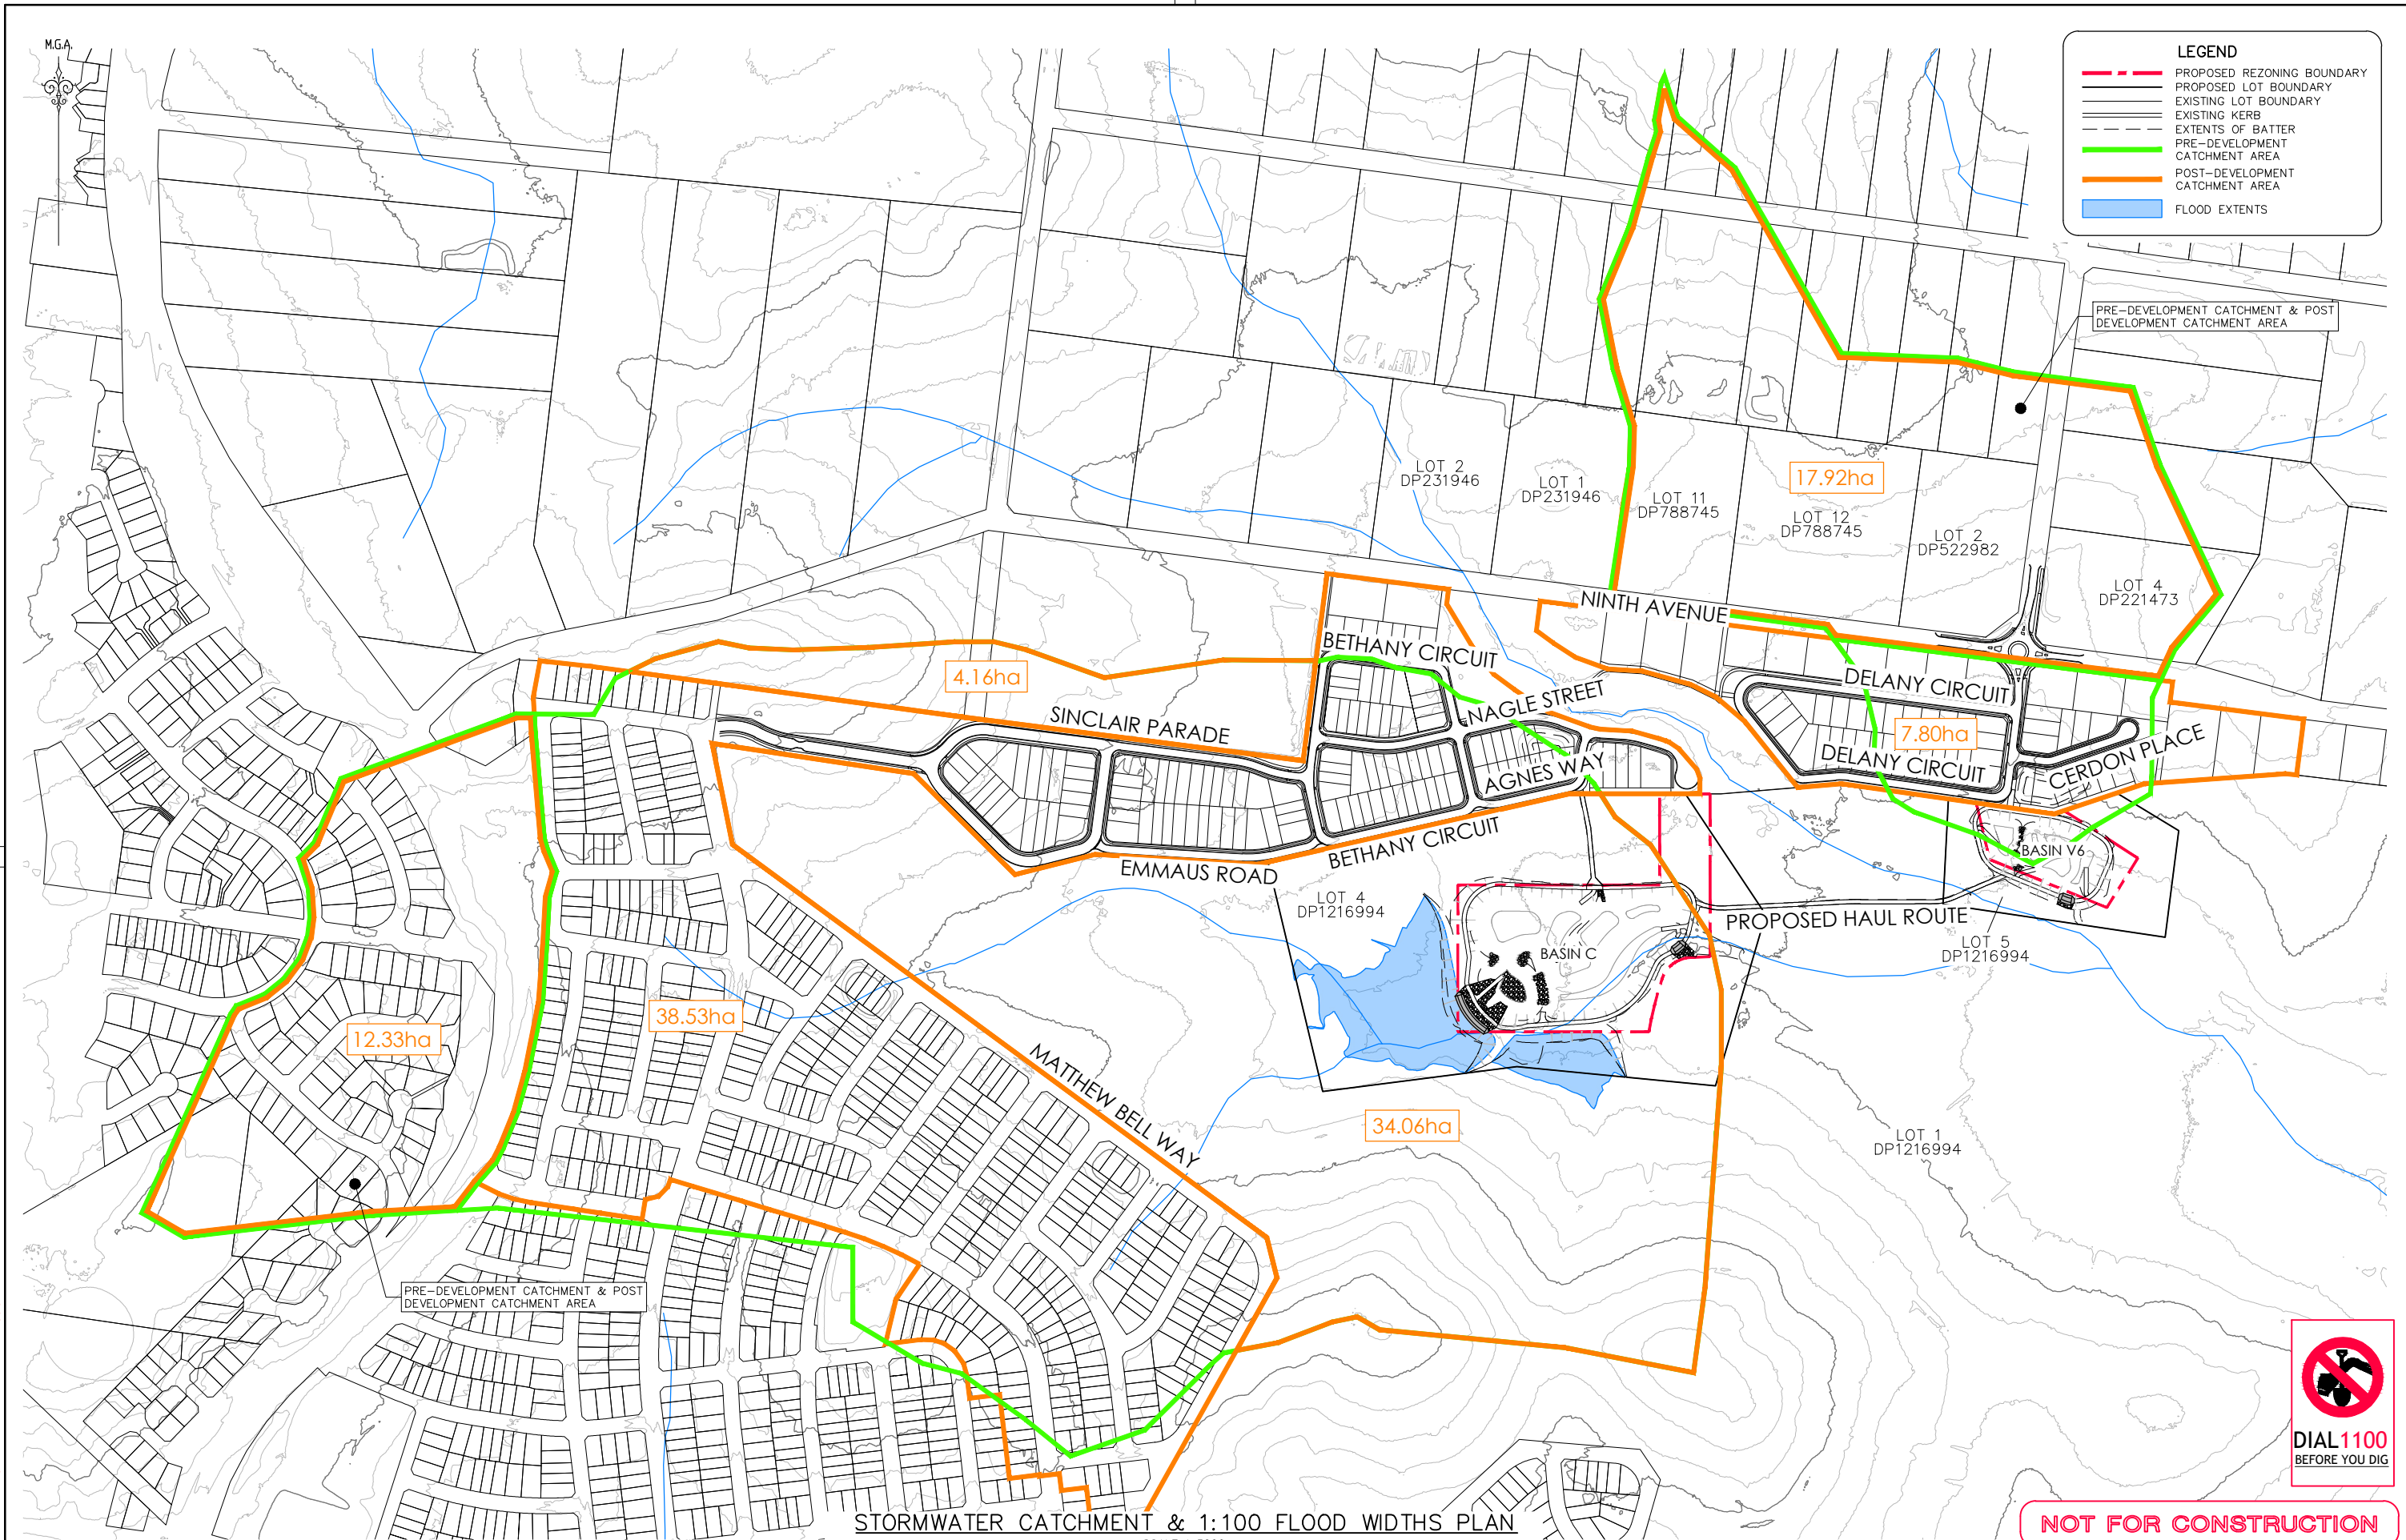 M.G.A.
LEGEND
PROPOSED REZONING BOUNDARY
PROPOSED LOT BOUNDARY
EXISTING LOT BOUNDARY
EXISTING KERB
EXTENTS OF BATTER
PRE-DEVELOPMENT
CATCHMENT AREA
POST-DEVELOPMENT
CATCHMENT AREA
FLOOD EXTENTS
PRE-DEVELOPMENT CATCHMENT & POST
DEVELOPMENT CATCHMENT AREA
LOT 2
DP231946
LOT 1
DP231946
LOT 11
DP788745
17.92ha
LOT 12
DP788745
LOT 2
DP522982
LOT 4
DP221473
NINTH AVENUE
BETHANY CIRCUIT
4.16ha
SINCLAIR PARADE
NAGLE STREET
DELANY CIRCUIT
7.80ha
DELANY CIRCUIT
CERDON PLACE
AGNES WAY
BETHANY CIRCUIT
EMMAUS ROAD
BASIN V6
LOT 4
DP1216994
PROPOSED HAUL ROUTE
BASIN C
LOT 5
DP1216994
38.53ha
12.33ha
MATTHEW BELL WAY
34.06ha
LOT 1
DP1216994
PRE-DEVELOPMENT CATCHMENT & POST
DEVELOPMENT CATCHMENT AREA
DIAL1100
BEFORE YOU DIG
STORMWATER CATCHMENT & 1:100 FLOOD WIDTHS PLAN
NOT FOR CONSTRUCTION